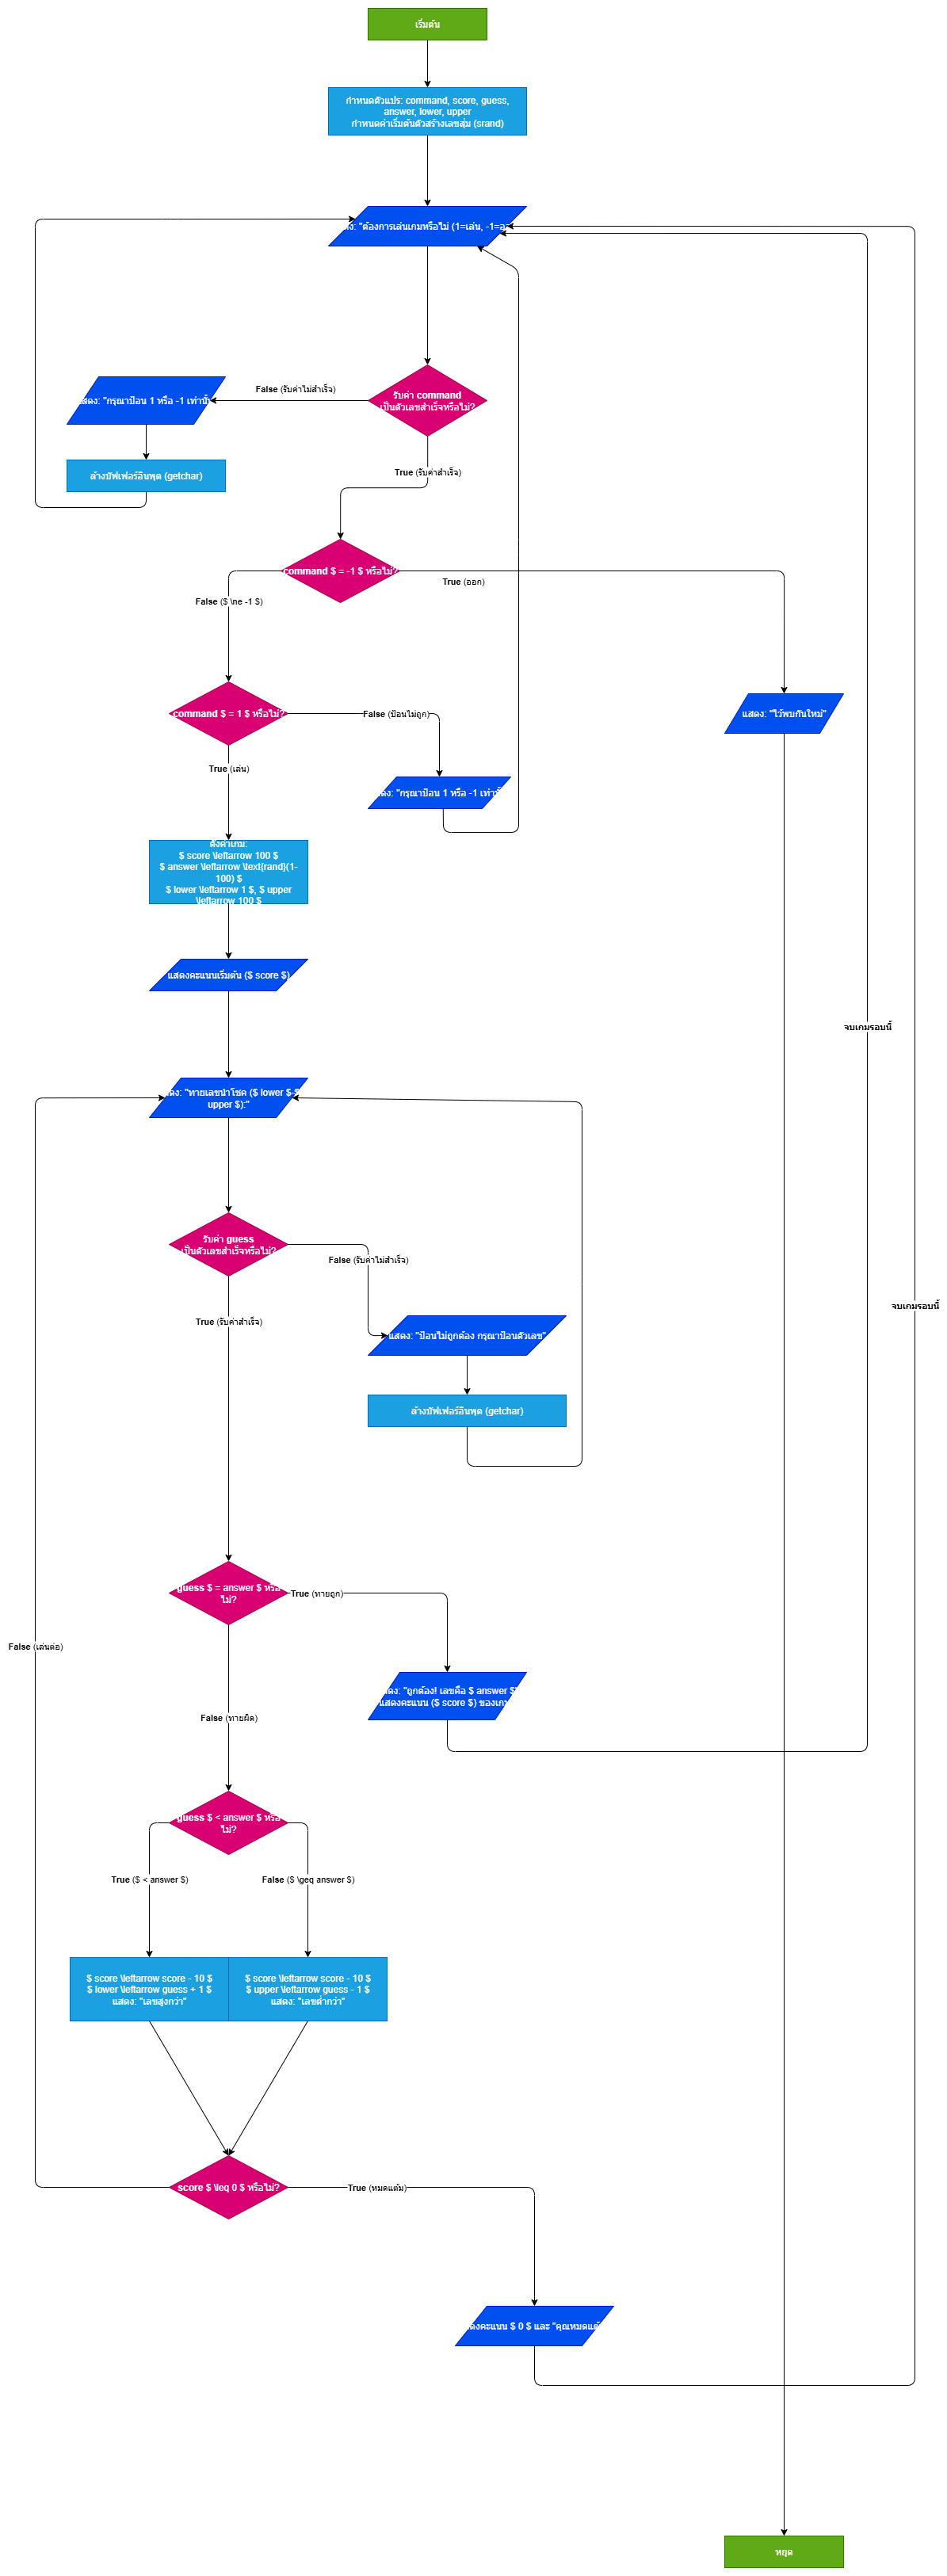 เริ่มต้น
กำหนดตัวแปร: command, score, guess,
answer, lower, upper
กำหนดค่าเริ่มต้นตัวสร้างเลขสุ่ม (srand)
"ต้องการเล่นเกมหรือไม่ (1=เล่น, -1=อ
False (รับค่าไม่สำเร็จ)
รับค่า command
เป็นตัวเลขสำเร็จหรือไม่?
สดง: "กรุณาป้อน 1 หรือ -1 เท่านั้
ล้างบัฟเฟอร์อินพุต (getchar)
True (รับค่าสำเร็จ)
command $ = -1 $ หรือไม่?
True (ออก)
False ($ \ne -1 $)
command $ = 1 $ หรือไม่?
False (ป้อนไม่ถูก)
แสดง: "ไว้พบกันใหม่"
True (เล่น)
ดง: "กรุณาป้อน 1 หรือ -1 เท่านั้
ตั้งค่าเกม:
$ score \leftarrow 100 $
$ answer \leftarrow \text{rand}(1-
100) $
$ lower \leftarrow 1 $, $ upper
\leftarrow 100 $
แสดงคะแนนเริ่มต้น ($ score $)
จบเกมรอบนี้
ดง: "ทายเลขนำโชค ($ lower $-$
upper $):"
รับค่า guess
เป็นตัวเลขสำเร็จหรือไม่?
False (รับค่าไม่สำเร็จ)
จบเกมรอบนี้
True (รับค่าสำเร็จ)
แสดง: "ป้อนไม่ถูกต้อง กรุณาป้อนตัวเลข"
ล้างบัฟเฟอร์อินพุต (getchar)
guess $ = answer $ หรือ
ไม่?
True (ทายถูก)
False (เล่นต่อ)
ดง: "ถูกต้อง! เลขคือ $ answer $
แสดงคะแนน ($ score $) ของเกม
False (ทายผิด)
guess $ < answer $ หรือ
ไม่?
True ($ < answer $)
False ($ \geq answer $)
$ score \leftarrow score - 10 $
$ lower \leftarrow guess + 1 $
แสดง: "เลขสูงกว่า"
$ score \leftarrow score - 10 $
$ upper \leftarrow guess - 1 $
แสดง: "เลขต่ำกว่า"
score $ \leq 0 $ หรือไม่?
True (หมดแต้ม)
ดงคะแนน $ 0 $ และ "คุณหมดแต้
หยุด